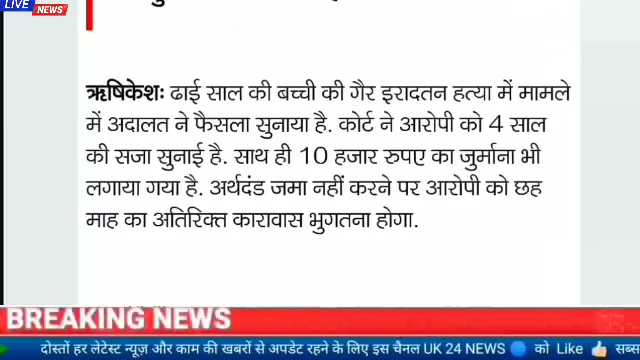 LIVE
NEWS
ऋषिकेशः ढाई साल की बच्ची की गैर इरादतन हत्या में मामले
में अदालत ने फैसला सुनाया है. कोर्ट ने आरोपी को 4 साल
की सजा सुनाई है. साथ ही 10 हजार रुपए का जुर्माना भी
लगाया गया है. अर्थदंड जमा नहीं करने पर आरोपी को छह
माह का अतिरिक्त कारावास भुगतना होगा.
BREAKING NEWS
दोस्तों हर लेटेस्ट न्यूज़ और काम की खबरों से अपडेट रहने के लिए इस चैनल UK 24 NEWS 🔵 को Like 👍